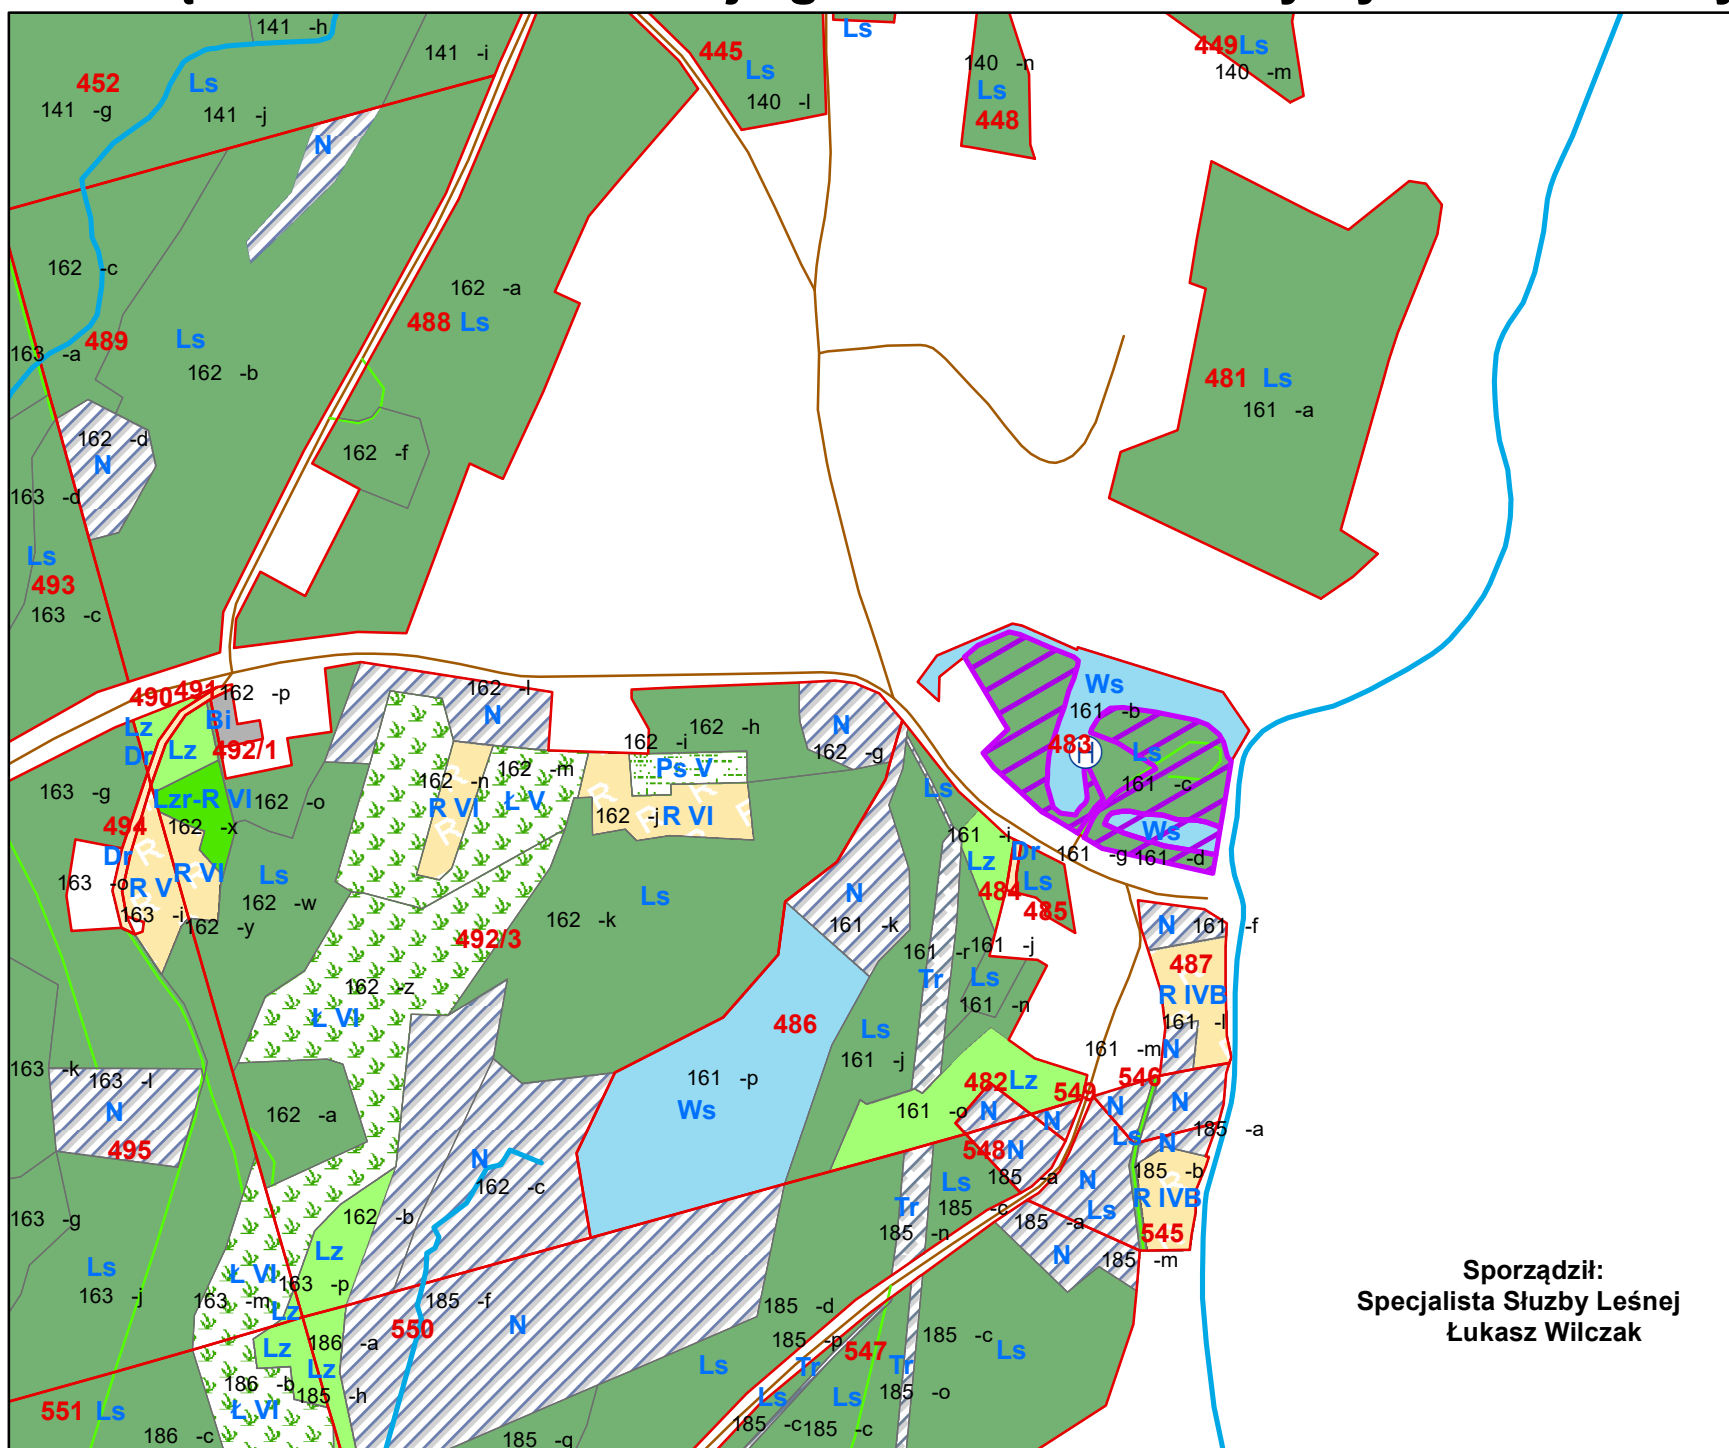 141 -h
141 -i
452
Ls
141 -g
141 -j
N
445
Ls
140 -l
Ls
140 -n
Ls
448
449 Ls
140 -m
162 -c
162 -a
488 Ls
163 -a
489
Ls
162 -b
481 Ls
161 -a
162 -d
N
162 -f
163 -d
Ls
493
163 -c
490 491
162 -p
Lz
Bi
Dr
Lz
492/1
162 -l
N
162 -h
162 -i
N
162 -g
Ws
161 -b
483
H
Ls
161 -c
163 -g
Lzr-R VI
162 -o
162 -n
162 -m
Ps V
R VI
Ł V
162 -j
R VI
Ls
494
162 -x
Ws
161 -i
Dr
161 -g
161 -d
Dr
163 -o
R V
R VI
Ls
Lz
Ls
484
485
163 -i
162 -w
162 -y
162 -k
Ls
N
161 -k
492/3
161 -r
161 -j
Tr
Ls
N
161 -f
487
R IVB
162 -z
Ł VI
486
Ls
161 -n
161 -l
161 -j
161 -m
N
163 -k
163 -l
N
495
162 -a
161 -p
Ws
482 Lz
549
546
161 -o
N
N
N
N
Ls
185 -a
548
N
N
185 -a
185 -b
N
162 -c
Ls
N
Ls
R IVB
163 -g
162 -b
Tr
185 -c
185 -n
185 -a
545
Lz
N
185 -m
Ls
163 -j
Ł VI
163 -p
163 -m
Lz
185 -f
550
N
185 -d
186 -a
185 -p
547
185 -c
Ls
Lz
Lz
Ls
Tr
Tr
186 -b
185 -h
Ls
Ls
185 -o
551 Ls
Ł VI
186 -c
185 -c
185 -c
185 -g
Sporządził:
Specjalista Słuzby Leśnej
Łukasz Wilczak